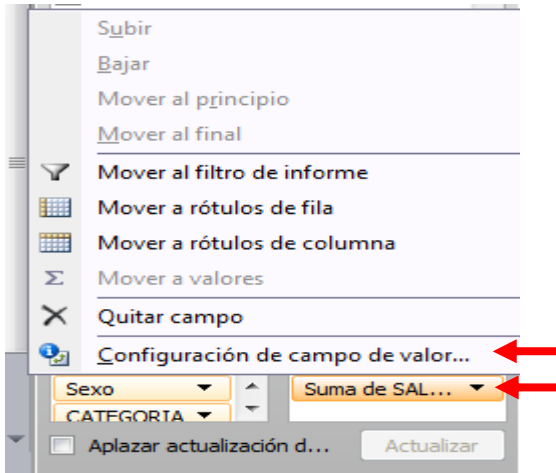 Subir
Bajar
Mover al principio
Mover al final
Mover al filtro de informe
Mover a rótulos de fila
Mover a rótulos de columna
Σ Mover a valores
Quitar campo
Configuración de campo de valor...
Sexo
Suma de SAL...
CATEGORIA
Aplazar actualización d...
Actualizar